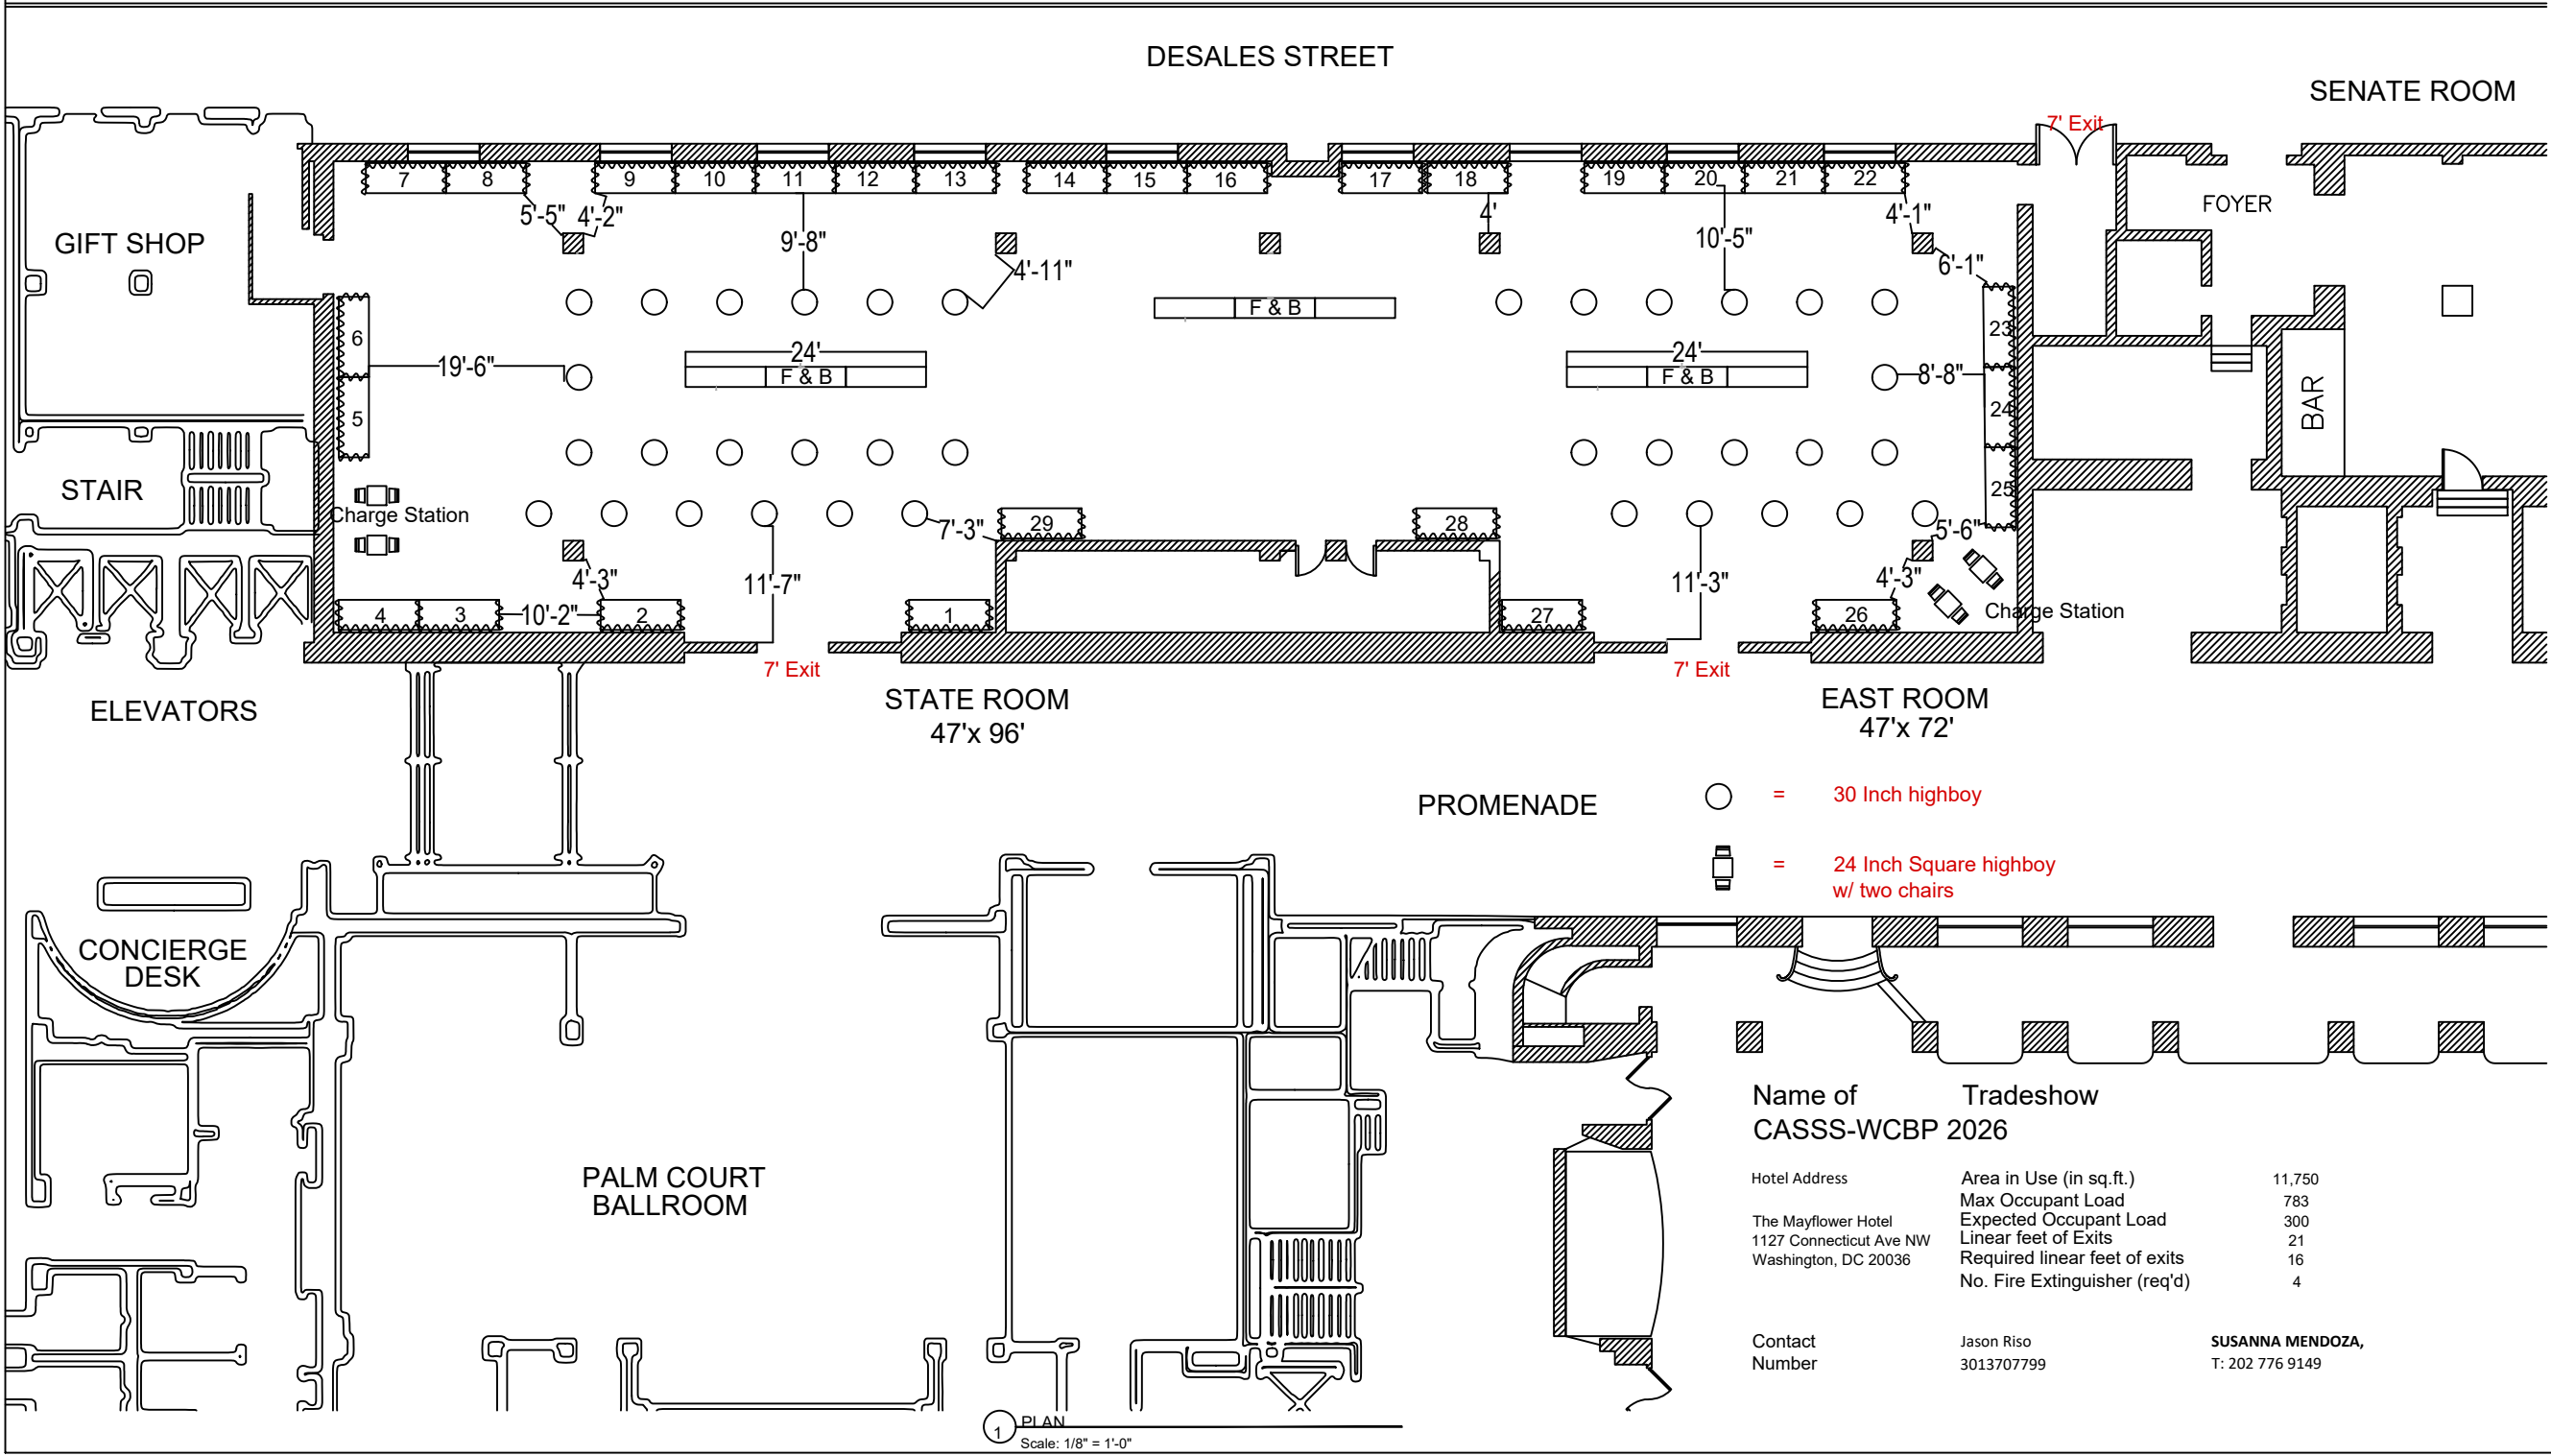 DESALES STREET
SENATE ROOM
7' Exit
7
8
9
10
11
12
13
14
15
16
17
18
19
20
21
22
5'-5"
4'-2"
9'-8"
4'
10'-5"
4'-1"
FOYER
GIFT SHOP
4'-11"
6'-1"
F & B
6
23
19'-6"
24'
F & B
24'
F & B
8'-8"
5
24
BAR
STAIR
25
Charge Station
29
28
7'-3"
5'-6"
4'-3"
11'-7"
11'-3"
4'-3"
4
3
10'-2"
2
1
27
26
Charge Station
7' Exit
7' Exit
ELEVATORS
STATE ROOM
47'x 96'
EAST ROOM
47'x 72'
PROMENADE
= 30 Inch highboy
= 24 Inch Square highboy
w/ two chairs
CONCIERGE
DESK
PALM COURT
BALLROOM
Name of Tradeshow
CASSS-WCBP 2026
Hotel Address
The Mayflower Hotel
1127 Connecticut Ave NW
Washington, DC 20036
Area in Use (in sq.ft.) 11,750
Max Occupant Load 783
Expected Occupant Load 300
Linear feet of Exits 21
Required linear feet of exits 16
No. Fire Extinguisher (req'd) 4
Contact Jason Riso SUSANNA MENDOZA,
Number 3013707799 T: 202 776 9149
1 PLAN
Scale: 1/8" = 1'-0"